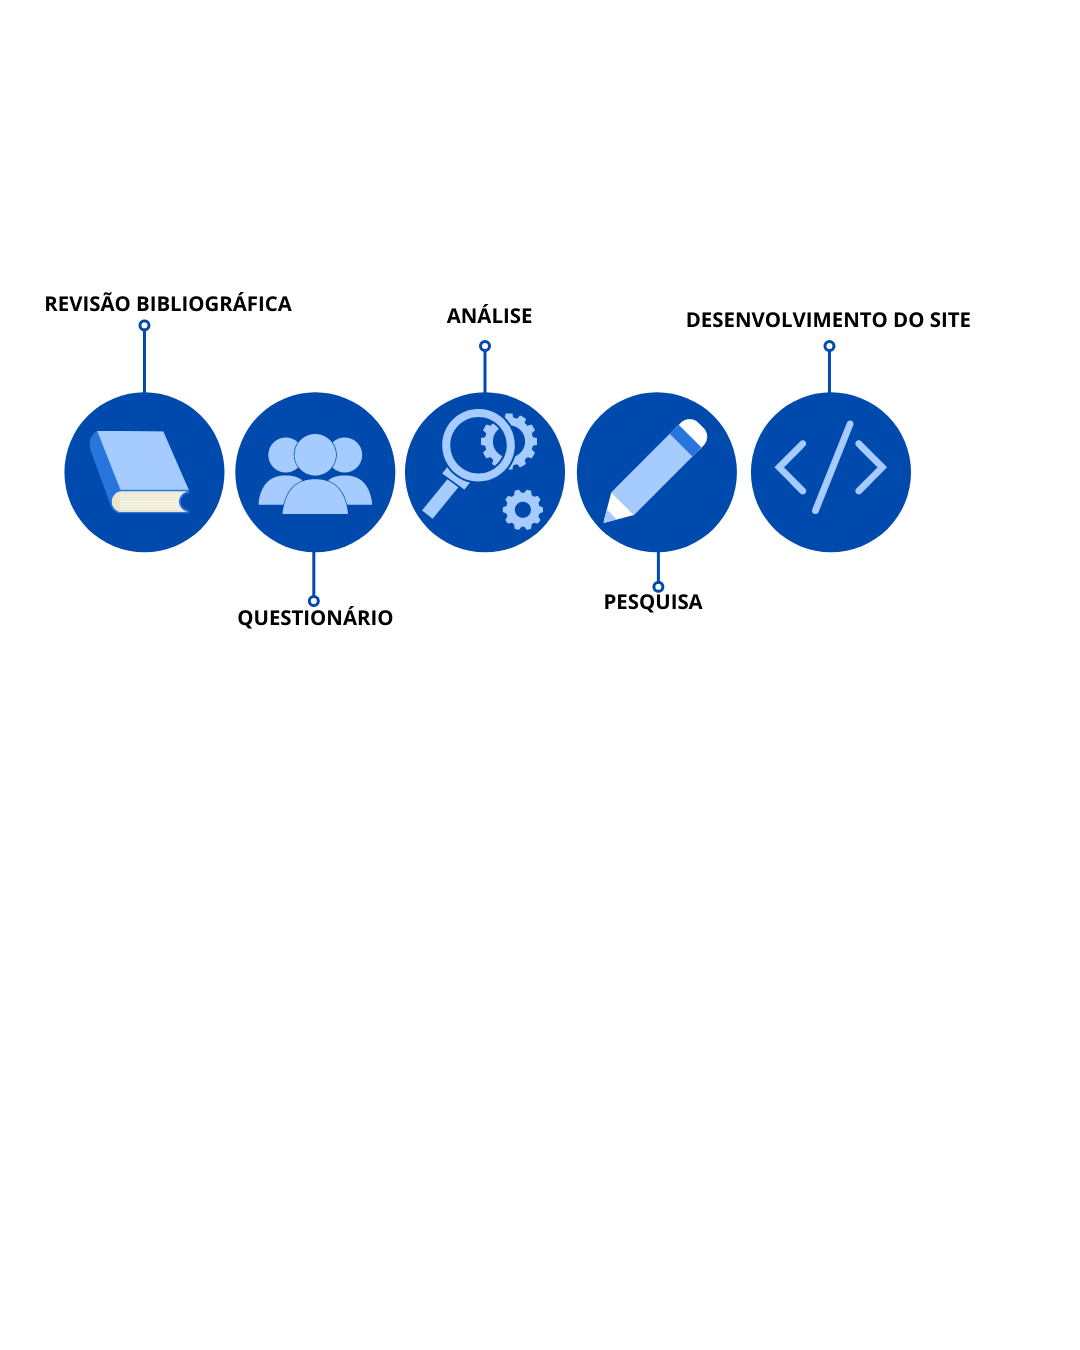 REVISÃO BIBLIOGRÁFICA
ANÁLISE
DESENVOLVIMENTO DO SITE
QUESTIONÁRIO
PESQUISA